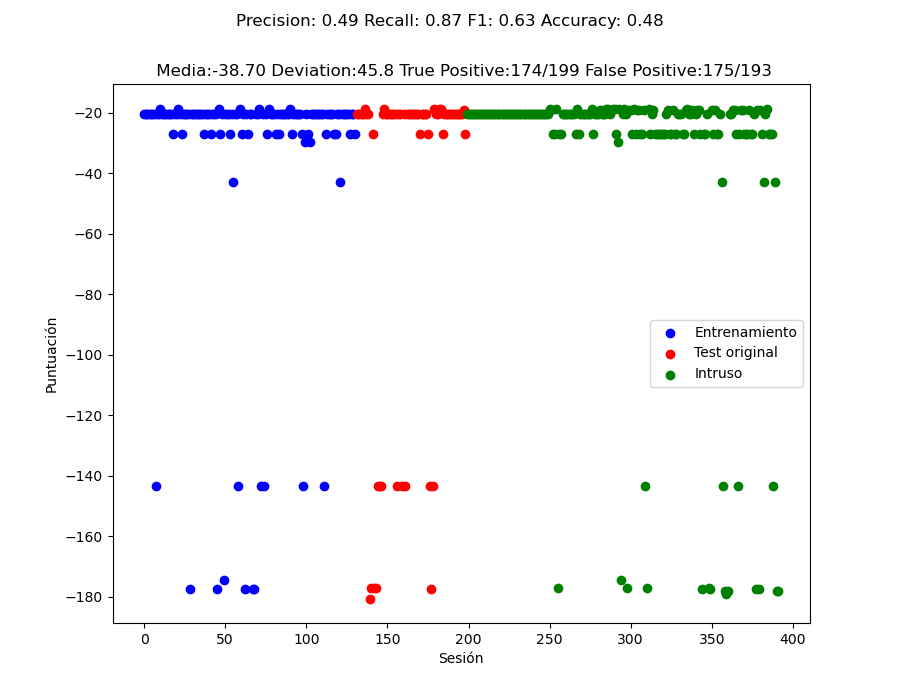 Precision: 0.49 Recall: 0.87 F1: 0.63 Accuracy: 0.48
Media:-38.70 Deviation:45.8 True Positive:174/199 False Positive:175/193
−20
−40
−60
−80
−100
−120
−140
−160
−180
Puntuación
Entrenamiento
Test original
Intruso
0 50 100 150 200 250 300 350 400
Sesión